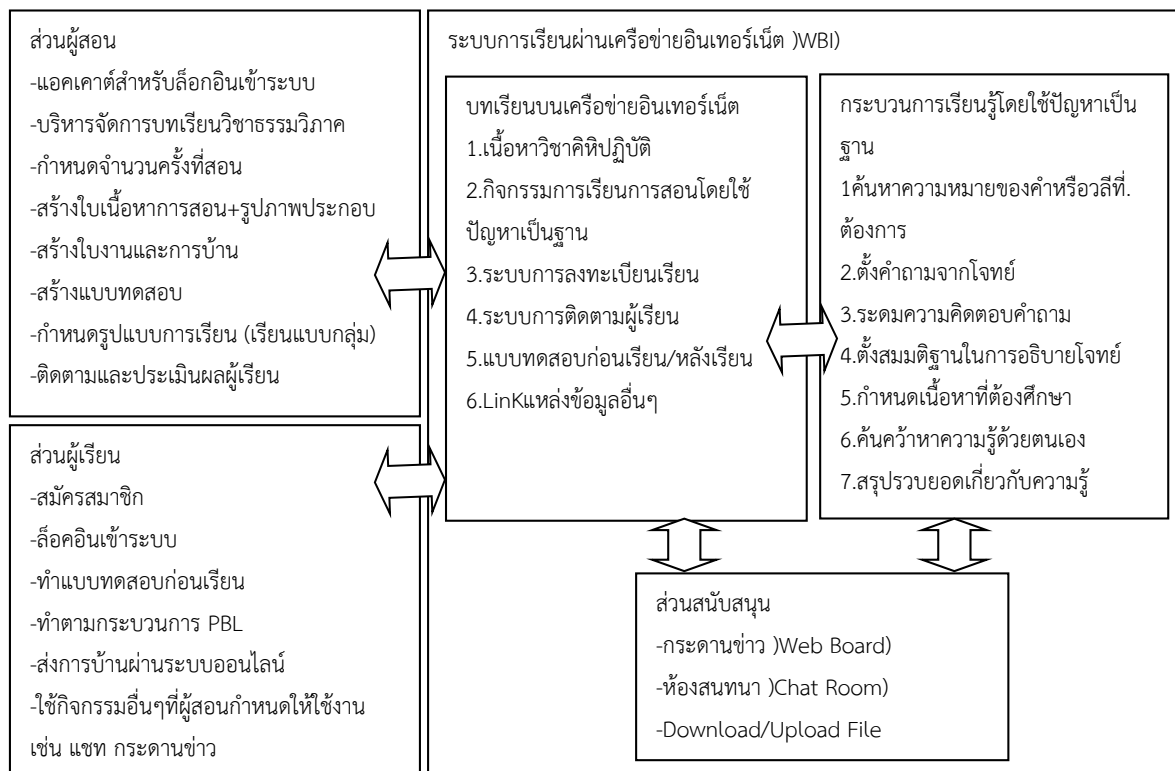 ส่วนผู้สอน
-แอคเคาต์สำหรับล็อกอินเข้าระบบ
-บริหารจัดการบทเรียนวิชาธรรมวิภาค
-กำหนดจำนวนครั้งที่สอน
-สร้างใบเนื้อหาการสอน+รูปภาพประกอบ
-สร้างใบงานและการบ้าน
-สร้างแบบทดสอบ
-กำหนดรูปแบบการเรียน (เรียนแบบกลุ่ม)
-ติดตามและประเมินผลผู้เรียน
ส่วนผู้เรียน
-สมัครสมาชิก
-ล็อคอินเข้าระบบ
-ทำแบบทดสอบก่อนเรียน
-ทำตามกระบวนการ PBL
-ส่งการบ้านผ่านระบบออนไลน์
-ใช้กิจกรรมอื่นๆที่ผู้สอนกำหนดให้ใช้งาน
เช่น แชท กระดานข่าว
ระบบการเรียนผ่านเครือข่ายอินเทอร์เน็ต )WBI)
บทเรียนบนเครือข่ายอินเทอร์เน็ต
1.เนื้อหาวิชาคิหิปฏิบัติ
2.กิจกรรมการเรียนการสอนโดยใช้
ปัญหาเป็นฐาน
3.ระบบการลงทะเบียนเรียน
4.ระบบการติดตามผู้เรียน
5.แบบทดสอบก่อนเรียน/หลังเรียน
6.LinKแหล่งข้อมูลอื่นๆ
กระบวนการเรียนรู้โดยใช้ปัญหาเป็น
ฐาน
1ค้นหาความหมายของคำหรือวลีที่.
ต้องการ
2.ตั้งคำถามจากโจทย์
3.ระดมความคิดตอบคำถาม
4.ตั้งสมมติฐานในการอธิบายโจทย์
5.กำหนดเนื้อหาที่ต้องศึกษา
6.ค้นคว้าหาความรู้ด้วยตนเอง
7.สรุปรวบยอดเกี่ยวกับความรู้
ส่วนสนับสนุน
-กระดานข่าว )Web Board)
-ห้องสนทนา )Chat Room)
-Download/Upload File